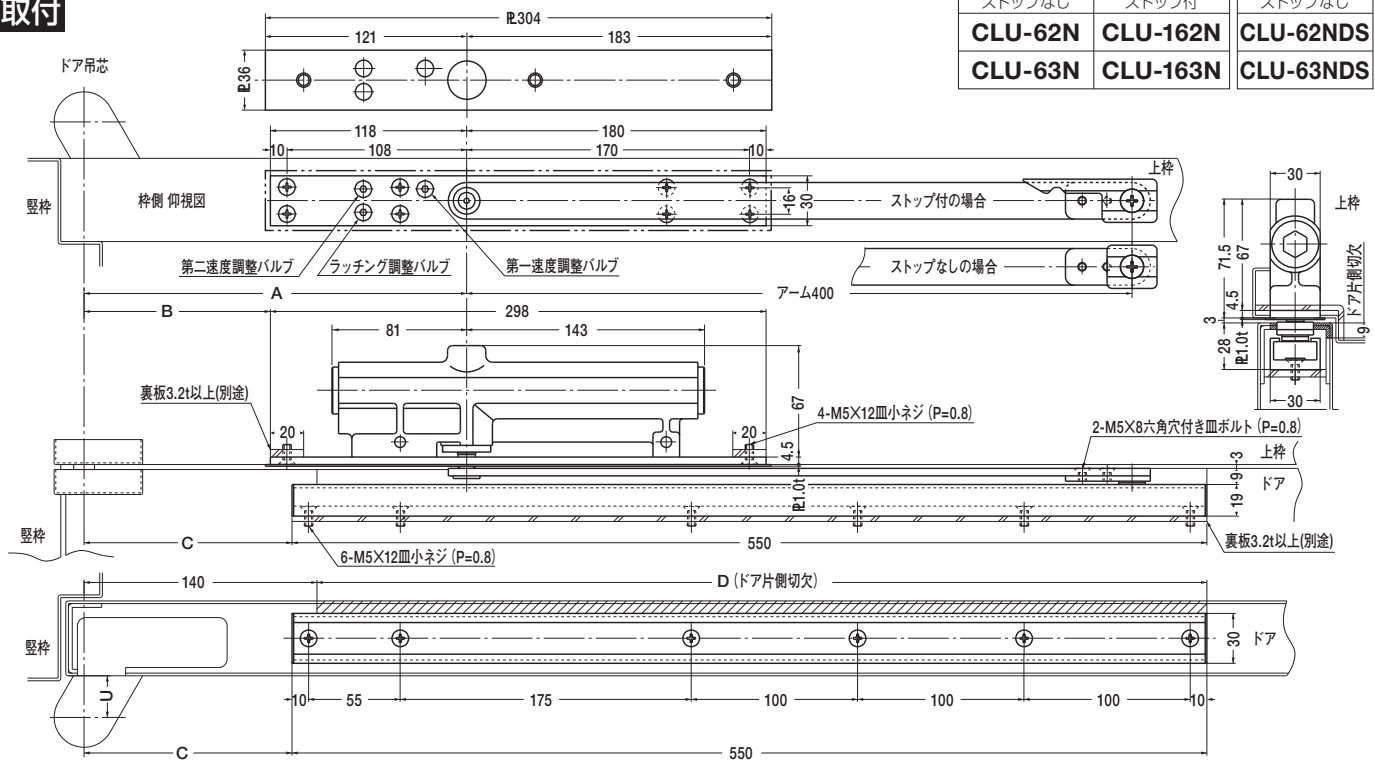 取付
ストップなし ストップ付 ストップなし
CLU-62N CLU-162N CLU-62NDS
CLU-63N CLU-163N CLU-63NDS
PL304
121 183
ドア吊芯
PL36
118 180
10 108 170 10
竪枠
枠側 仰視図
16
30
ストップ付の場合
上枠
第二速度調整バルブ
ラッチング調整バルブ
第一速度調整バルブ
ストップなしの場合
A
アーム400
B
298
81 143
30
上枠
71.5
67
4.5
3
28
PL1.0t
ドア片側切欠
9
30
裏板3.2t以上(別途)
20 20
67
4.5
PL1.0t
4-M5×12皿小ネジ (P=0.8)
2-M5×8六角穴付き皿ボルト (P=0.8)
上枠
3
9
19
ドア
竪枠
C
550
6-M5×12皿小ネジ (P=0.8)
裏板3.2t以上(別途)
140
D (ドア片側切欠)
竪枠
30
ドア
U
10 55 175 100 100 100 10
C
550